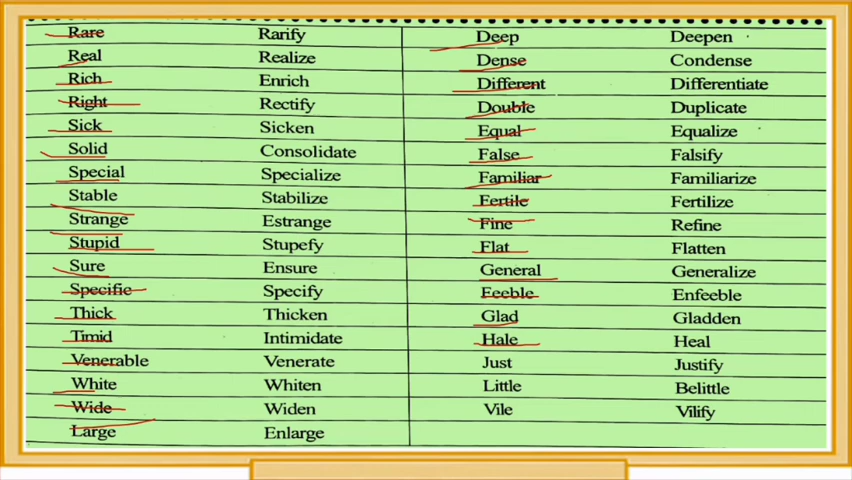 Rare Rarify Deep Deepen
Real Realize Dense Condense
Rich Enrich Different Differentiate
Right Rectify Double Duplicate
Sick Sicken Equal Equalize
Solid Consolidate False Falsify
Special Specialize Familiar Familiarize
Stable Stabilize Fertile Fertilize
Strange Estrange Fine Refine
Stupid Stupefy Flat Flatten
Sure Ensure General Generalize
Specific Specify Feeble Enfeeble
Thick Thicken Glad Gladden
Timid Intimidate Hale Heal
Venerable Venerate Just Justify
White Whiten Little Belittle
Wide Widen Vile Vilify
Large Enlarge